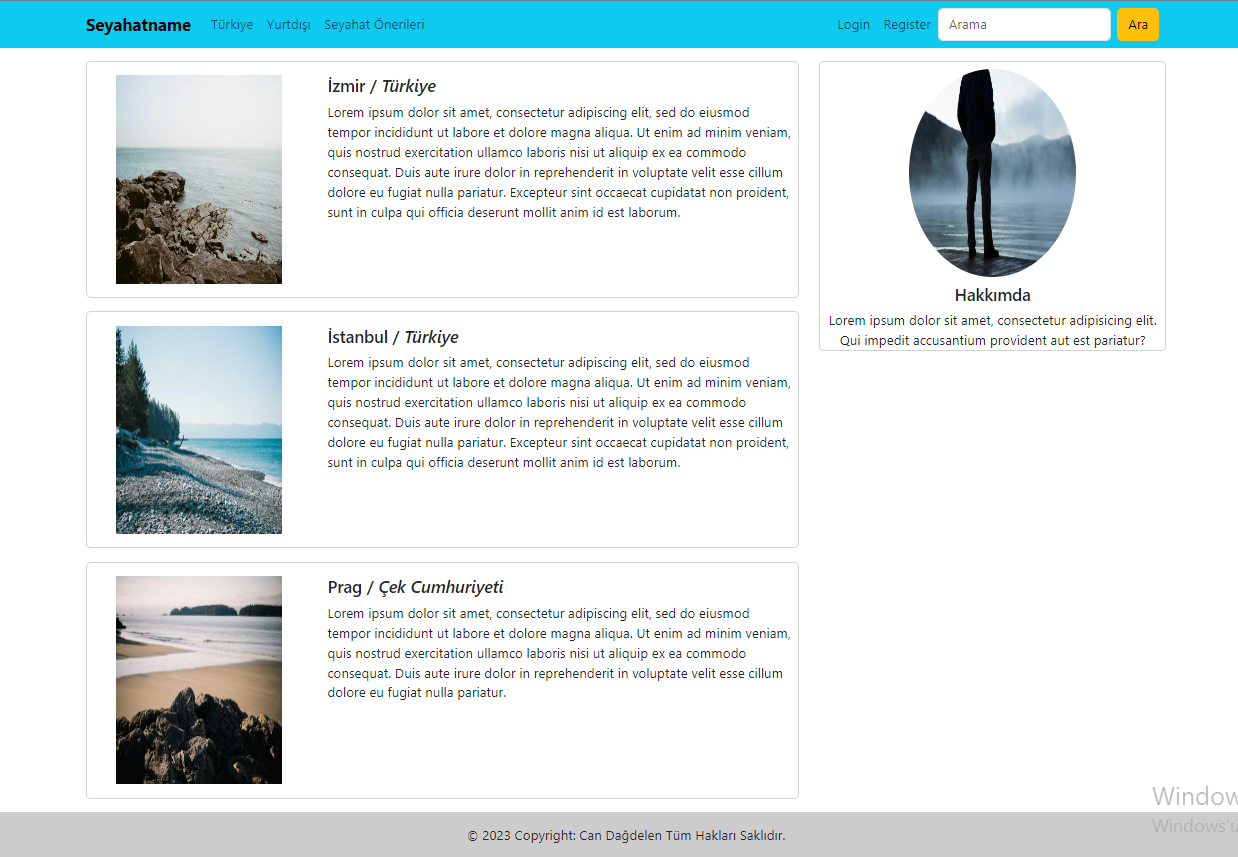 Seyahatname Türkiye Yurtdışı Seyahat Önerileri Login Register Arama Ara
İzmir / Türkiye
Lorem ipsum dolor sit amet, consectetur adipiscing elit, sed do eiusmod
tempor incididunt ut labore et dolore magna aliqua. Ut enim ad minim veniam,
quis nostrud exercitation ullamco laboris nisi ut aliquip ex ea commodo
consequat. Duis aute irure dolor in reprehenderit in voluptate velit esse cillum
dolore eu fugiat nulla pariatur. Excepteur sint occaecat cupidatat non proident,
sunt in culpa qui officia deserunt mollit anim id est laborum.
İstanbul / Türkiye
Lorem ipsum dolor sit amet, consectetur adipiscing elit, sed do eiusmod
tempor incididunt ut labore et dolore magna aliqua. Ut enim ad minim veniam,
quis nostrud exercitation ullamco laboris nisi ut aliquip ex ea commodo
consequat. Duis aute irure dolor in reprehenderit in voluptate velit esse cillum
dolore eu fugiat nulla pariatur. Excepteur sint occaecat cupidatat non proident,
sunt in culpa qui officia deserunt mollit anim id est laborum.
Prag / Çek Cumhuriyeti
Lorem ipsum dolor sit amet, consectetur adipiscing elit, sed do eiusmod
tempor incididunt ut labore et dolore magna aliqua. Ut enim ad minim veniam,
quis nostrud exercitation ullamco laboris nisi ut aliquip ex ea commodo
consequat. Duis aute irure dolor in reprehenderit in voluptate velit esse cillum
dolore eu fugiat nulla pariatur.
Hakkımda
Lorem ipsum dolor sit amet, consectetur adipisicing elit.
Qui impedit accusantium provident aut est pariatur?
Window
Windows'u
© 2023 Copyright: Can Dağdelen Tüm Hakları Saklıdır.